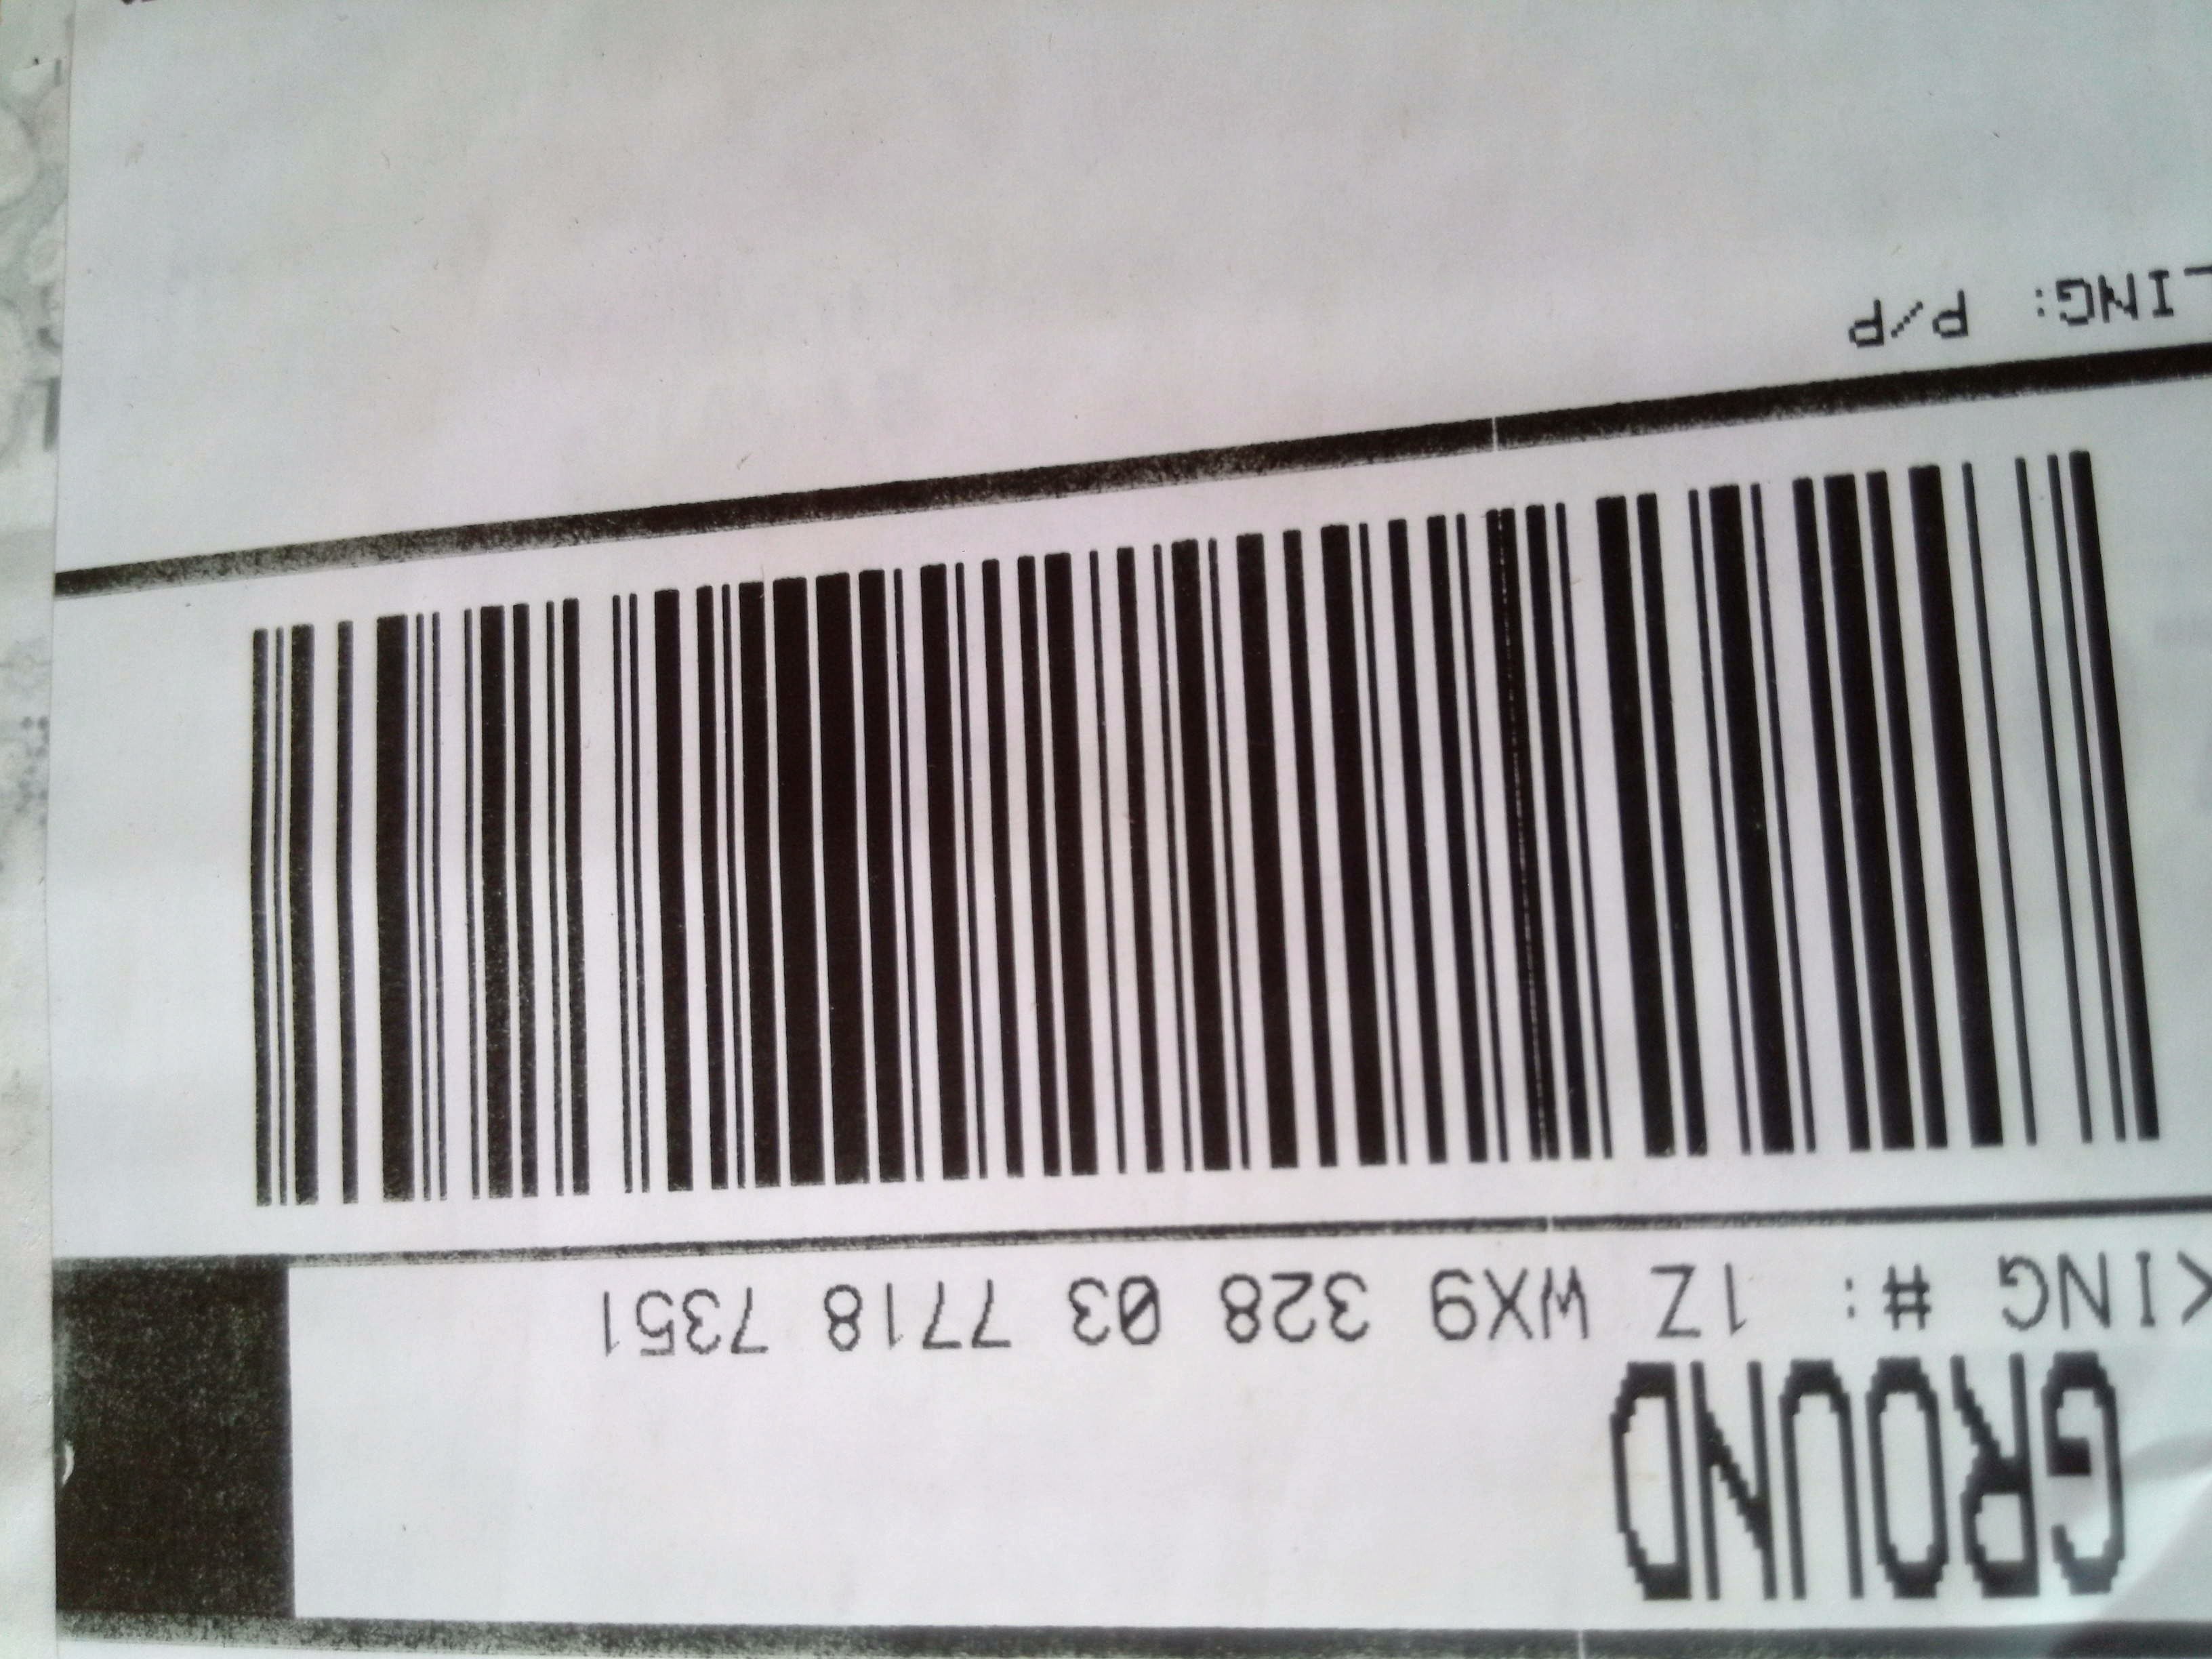 GROUND
KING #: 1Z WX9 328 03 7718 7351
LING: P/P